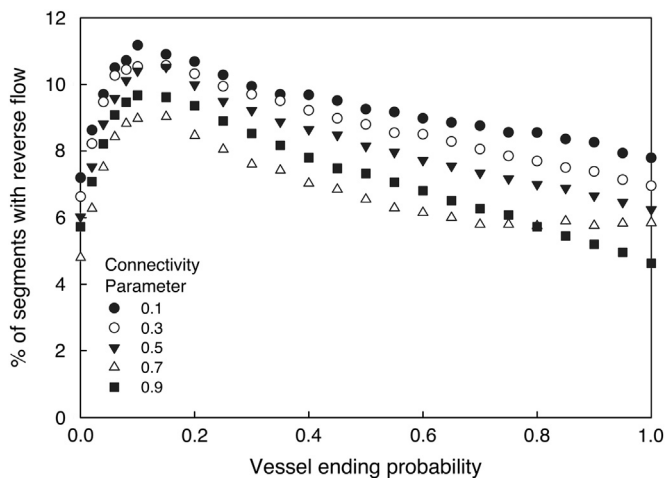 % of segments with reverse flow
12
10
8
6
4
2
0
Connectivity
Parameter
0.1
0.3
0.5
0.7
0.9
0.0 0.2 0.4 0.6 0.8 1.0
Vessel ending probability